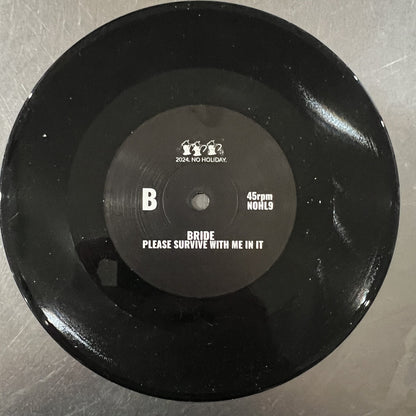 2024. NO HOLIDAY.
B
45rpm
NOHL9
BRIDE
PLEASE SURVIVE WITH ME IN IT